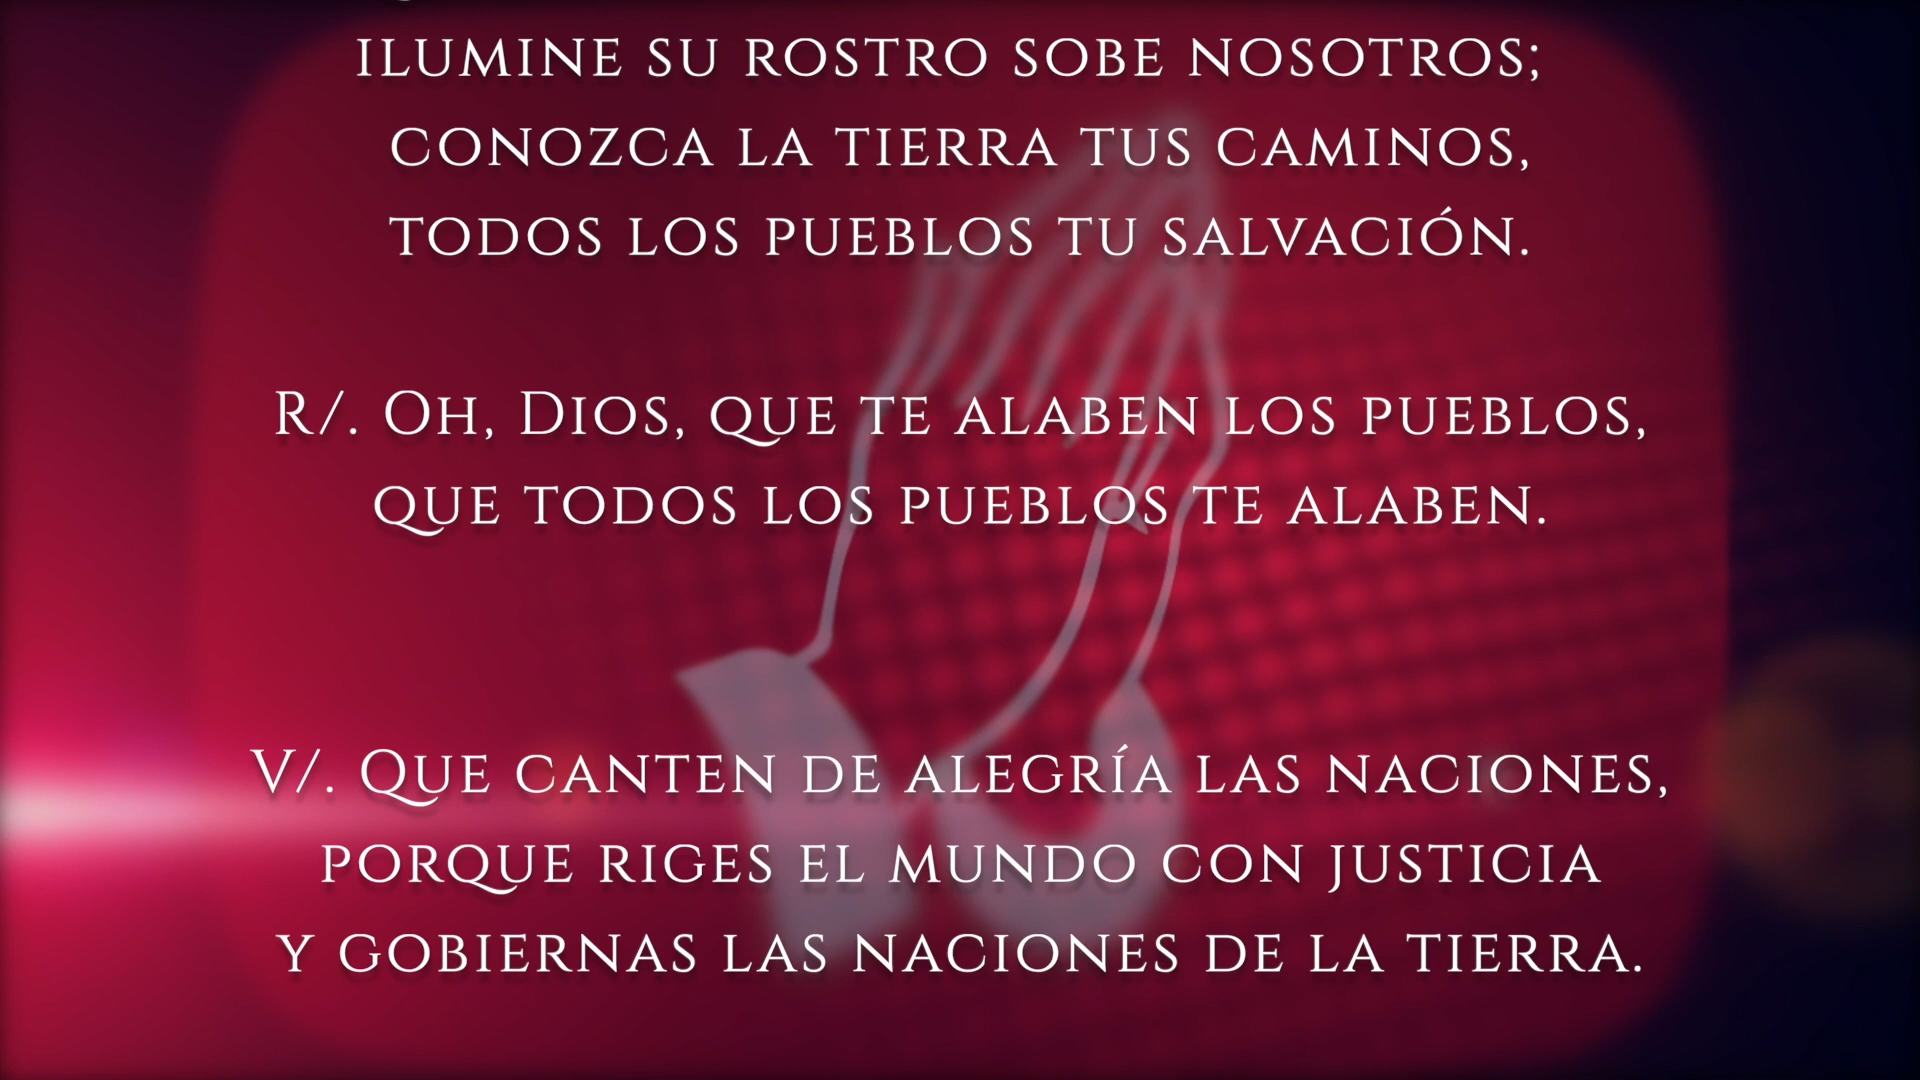 ilumine su rostro sobe nosotros;
conozca la tierra tus caminos,
todos los pueblos tu salvación.
R/. Oh, Dios, que te alaben los pueblos,
que todos los pueblos te alaben.
V/. Que canten de alegría las naciones,
porque riges el mundo con justicia
y gobiernas las naciones de la tierra.